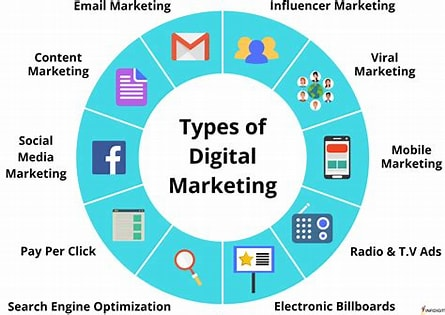 Email Marketing
Influencer Marketing
Content
Marketing
Viral
Marketing
Types of
Digital
Marketing
Social
Media
Marketing
Mobile
Marketing
Pay Per Click
Radio & T.V Ads
Search Engine Optimization
Electronic Billboards
INFIDIGIT